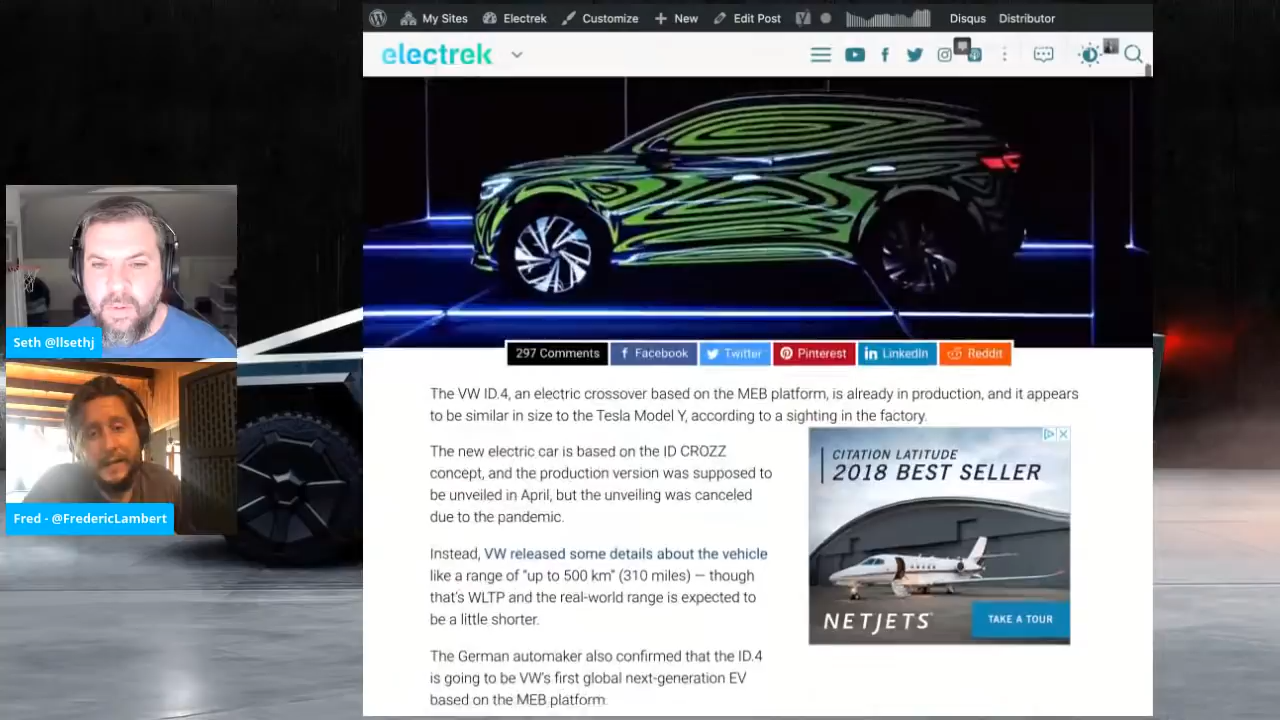 My Sites Electrek Customize New Edit Post Disqus Distributor
electrek
297 Comments Facebook Twitter Pinterest LinkedIn Reddit
The VW ID.4, an electric crossover based on the MEB platform, is already in production, and it appears
to be similar in size to the Tesla Model Y, according to a sighting in the factory.
The new electric car is based on the ID CROZZ
concept, and the production version was supposed to
be unveiled in April, but the unveiling was canceled
due to the pandemic.
Instead, VW released some details about the vehicle
like a range of “up to 500 km” (310 miles) — though
that’s WLTP and the real-world range is expected to
be a little shorter.
The German automaker also confirmed that the ID.4
is going to be VW’s first global next-generation EV
based on the MEB platform.
CITATION LATITUDE
2018 BEST SELLER
NETJETS
TAKE A TOUR
Seth @llsethj
Fred - @FredericLambert